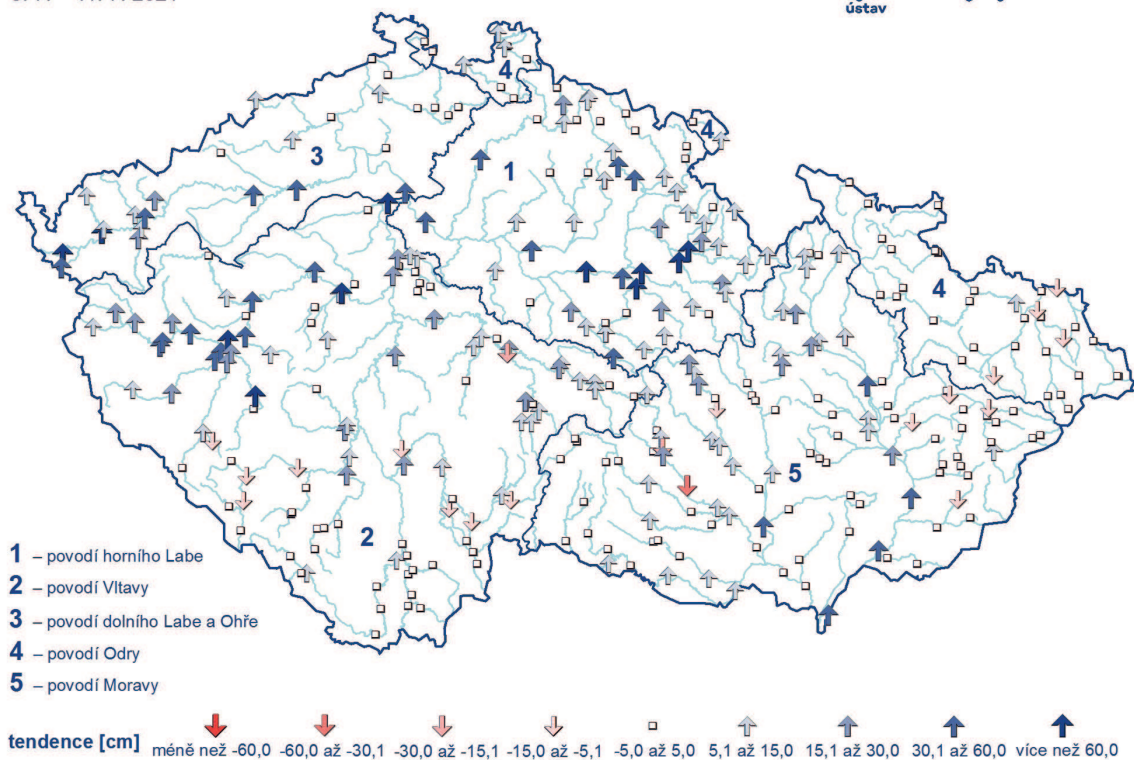 ústav
4
4
3
1
4
5
2
1 – povodí horního Labe
2 – povodí Vltavy
3 – povodí dolního Labe a Ohře
4 – povodí Odry
5 – povodí Moravy
tendence [cm] méně než -60,0 -60,0 až -30,1 -30,0 až -15,1 -15,0 až -5,1 -5,0 až 5,0 5,1 až 15,0 15,1 až 30,0 30,1 až 60,0 více než 60,0